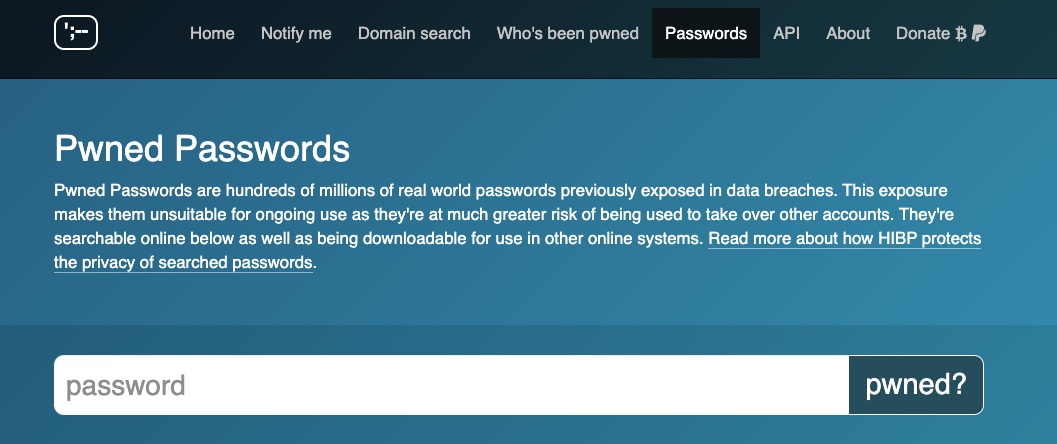 ';--
Home Notify me Domain search Who's been pwned Passwords API About Donate
Pwned Passwords
Pwned Passwords are hundreds of millions of real world passwords previously exposed in data breaches. This exposure
makes them unsuitable for ongoing use as they're at much greater risk of being used to take over other accounts. They're
searchable online below as well as being downloadable for use in other online systems. Read more about how HIBP protects
the privacy of searched passwords.
password
pwned?